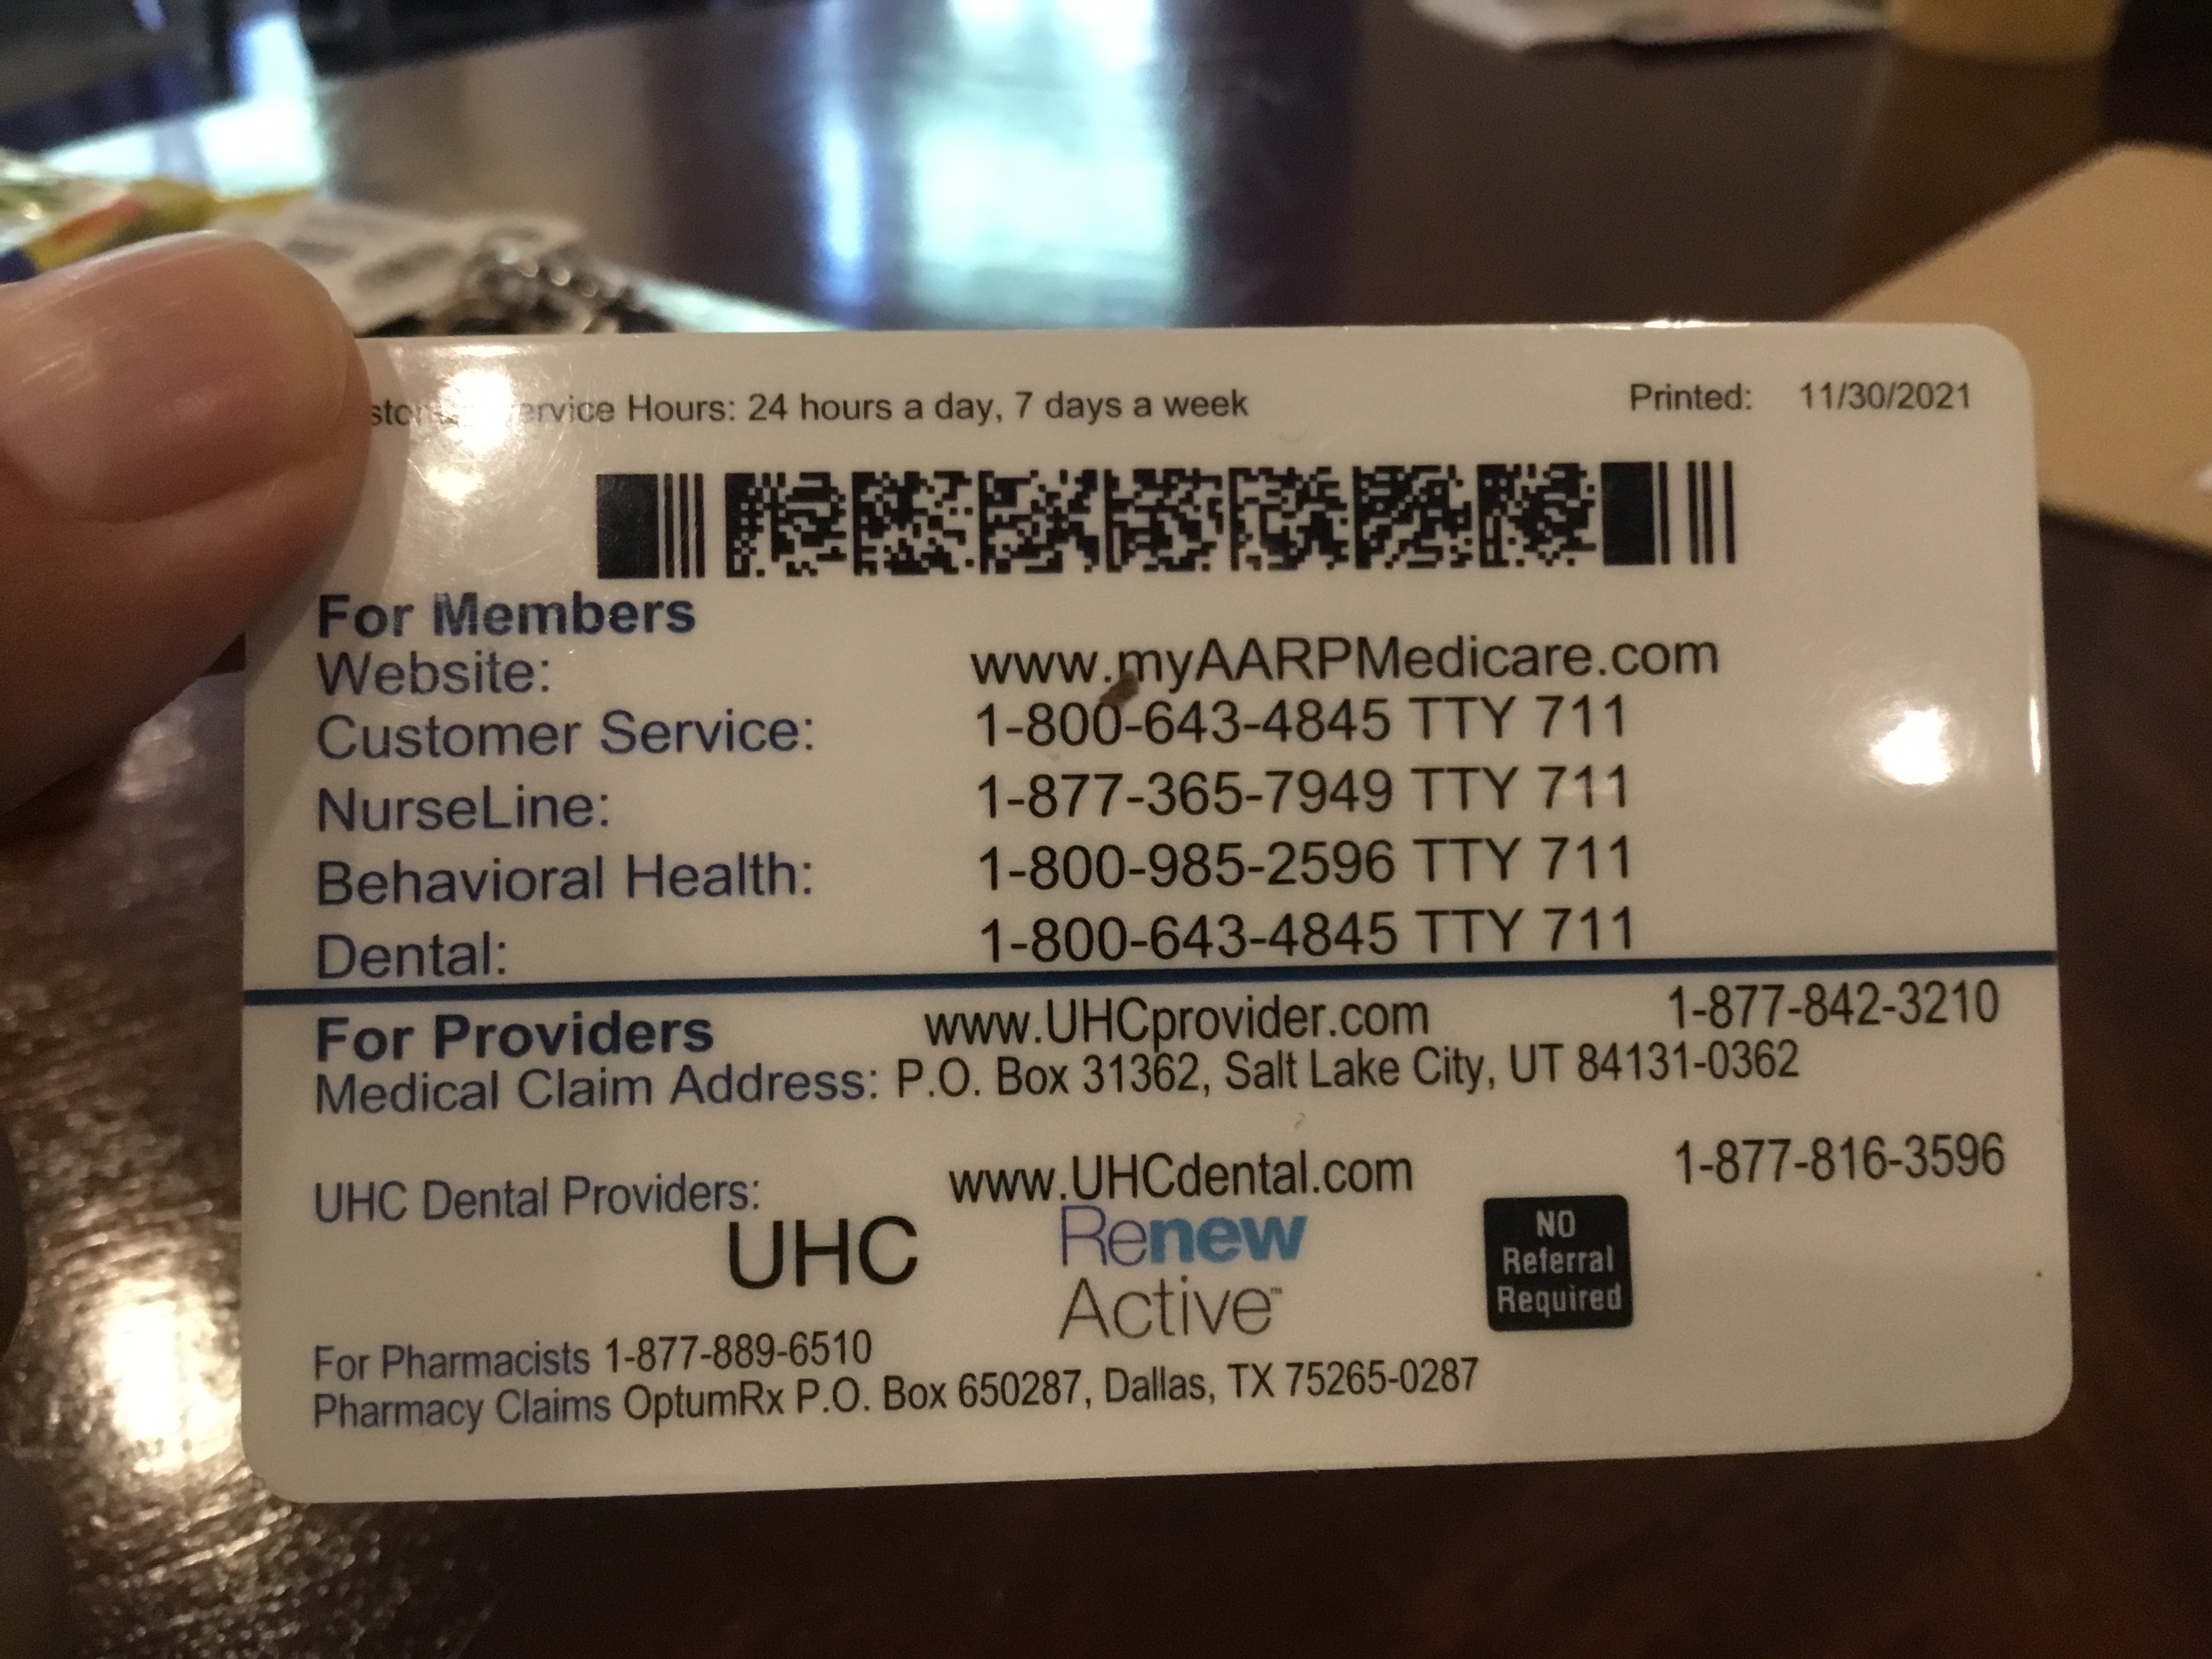 Service Hours: 24 hours a day, 7 days a week Printed: 11/30/2021
For Members
Website: www.myAARPMedicare.com
Customer Service: 1-800-643-4845 TTY 711
NurseLine: 1-877-365-7949 TTY 711
Behavioral Health: 1-800-985-2596 TTY 711
Dental: 1-800-643-4845 TTY 711
For Providers www.UHCprovider.com 1-877-842-3210
Medical Claim Address: P.O. Box 31362, Salt Lake City, UT 84131-0362
UHC Dental Providers: www.UHCdental.com 1-877-816-3596
UHC
Renew
Active™
NO
Referral
Required
For Pharmacists 1-877-889-6510
Pharmacy Claims OptumRx P.O. Box 650287, Dallas, TX 75265-0287